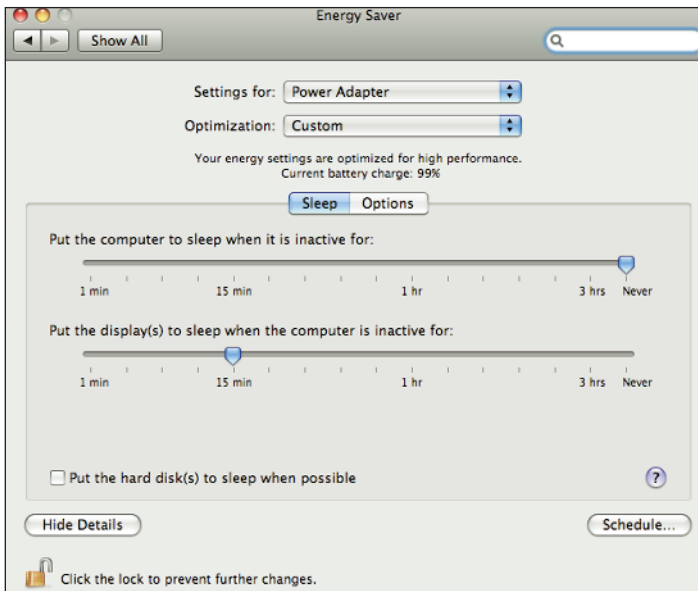 Energy Saver
Show All
Settings for: Power Adapter
Optimization: Custom
Your energy settings are optimized for high performance.
Current battery charge: 99%
Sleep Options
Put the computer to sleep when it is inactive for:
1 min 15 min 1 hr 3 hrs Never
Put the display(s) to sleep when the computer is inactive for:
1 min 15 min 1 hr 3 hrs Never
Put the hard disk(s) to sleep when possible ?
Hide Details Schedule...
Click the lock to prevent further changes.